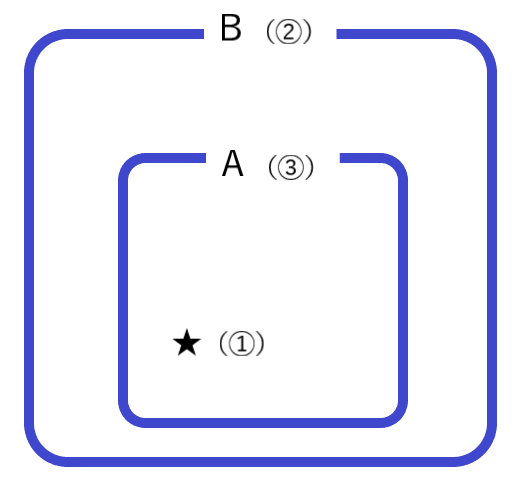 B （②）
A （③）
★ （①）